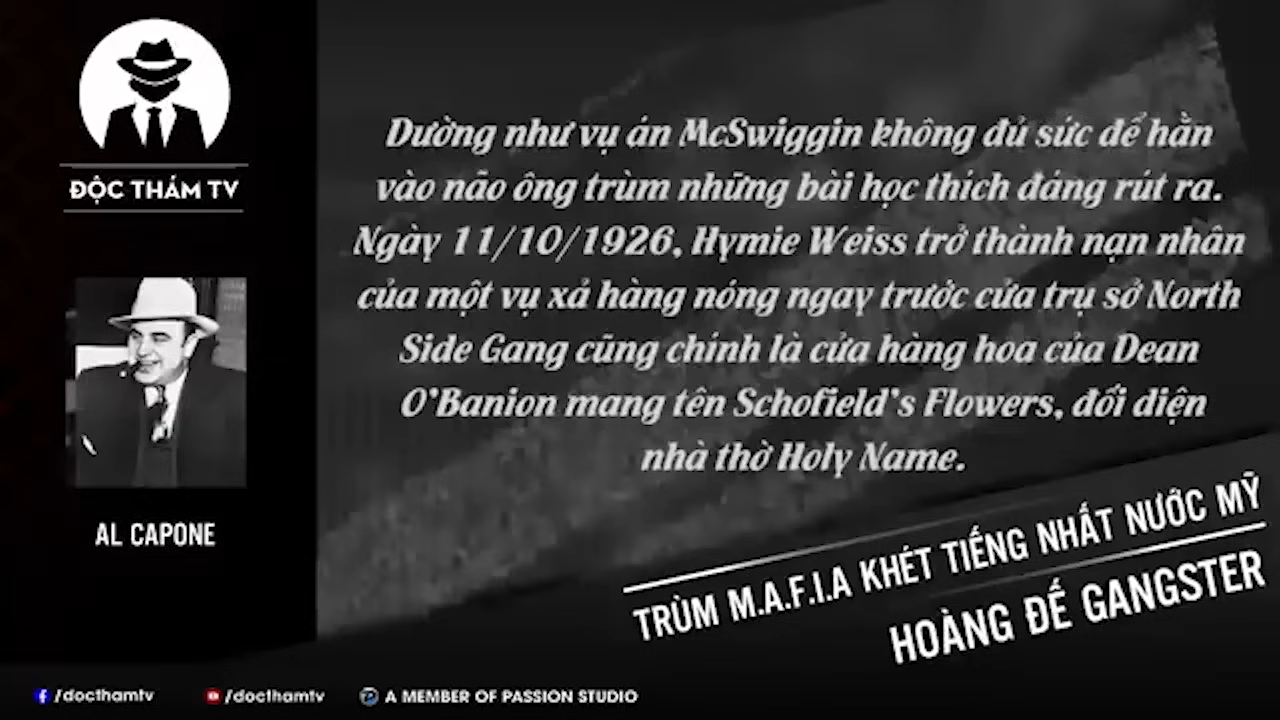 ĐỘC THÁM TV
AL CAPONE
Dường như vụ án McSwiggin không đủ sức để hằn
vào não ông trùm những bài học thích đáng rút ra.
Ngày 11/10/1926, Hymie Weiss trở thành nạn nhân
của một vụ xả hàng nóng ngay trước cửa trụ sở North
Side Gang cũng chính là cửa hàng hoa của Dean
O'Banion mang tên Schofield's Flowers, đối diện
nhà thờ Holy Name.
TRÙM M.A.F.I.A KHÉT TIẾNG NHẤT NƯỚC MỸ
HOÀNG ĐẾ GANGSTER
/docthamtv
/docthamtv
A MEMBER OF PASSION STUDIO